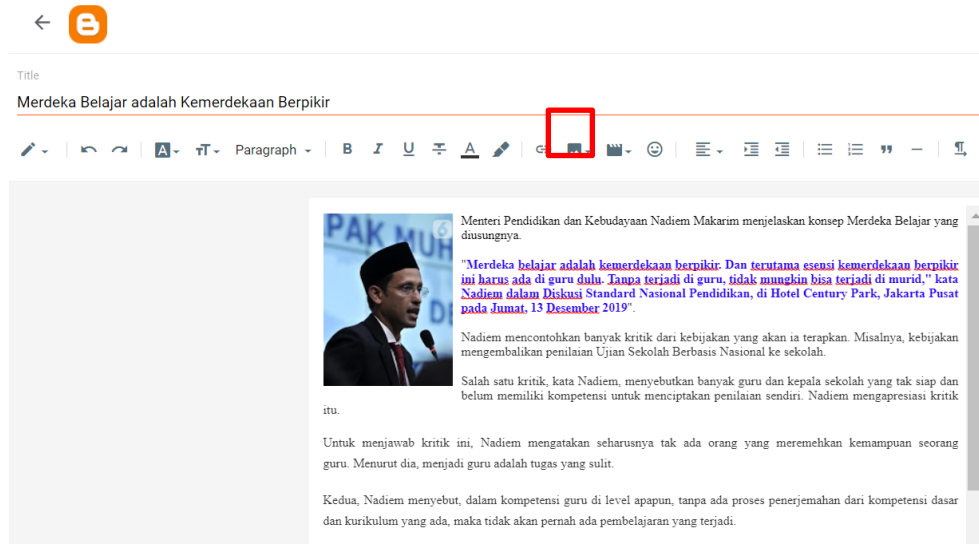 Title
Merdeka Belajar adalah Kemerdekaan Berpikir
Paragraph
B I U A
PAK MUH
DI
6
Menteri Pendidikan dan Kebudayaan Nadiem Makarim menjelaskan konsep Merdeka Belajar yang
diusungnya.
"Merdeka belajar adalah kemerdekaan berpikir. Dan terutama esensi kemerdekaan berpikir
ini harus ada di guru dulu. Tanpa terjadi di guru, tidak mungkin bisa terjadi di murid," kata
Nadiem dalam Diskusi Standard Nasional Pendidikan, di Hotel Century Park, Jakarta Pusat
pada Jumat, 13 Desember 2019".
Nadiem mencontohkan banyak kritik dari kebijakan yang akan ia terapkan. Misalnya, kebijakan
mengembalikan penilaian Ujian Sekolah Berbasis Nasional ke sekolah.
Salah satu kritik, kata Nadiem, menyebutkan banyak guru dan kepala sekolah yang tak siap dan
belum memiliki kompetensi untuk menciptakan penilaian sendiri. Nadiem mengapresiasi kritik
itu.
Untuk menjawab kritik ini, Nadiem mengatakan seharusnya tak ada orang yang meremehkan kemampuan seorang
guru. Menurut dia, menjadi guru adalah tugas yang sulit.
Kedua, Nadiem menyebut, dalam kompetensi guru di level apapun, tanpa ada proses penerjemahan dari kompetensi dasar
dan kurikulum yang ada, maka tidak akan pernah ada pembelajaran yang terjadi.